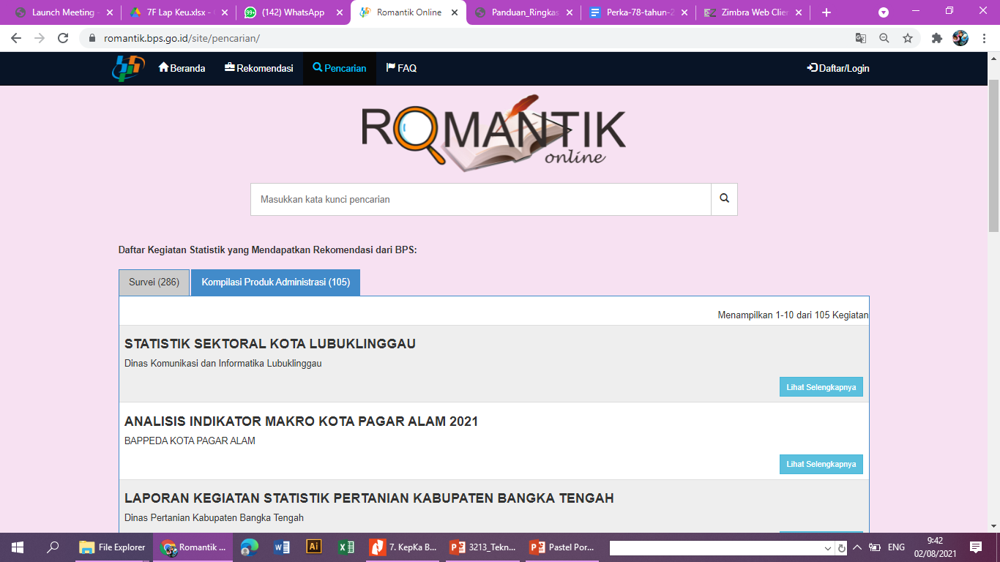 Launch Meeting -
7F Lap Keu.xlsx -
(142) WhatsApp
Romantik Online
Panduan_Ringkas
Perka-78-tahun-2
Zimbra Web Clien
romantik.bps.go.id/site/pencarian/
Beranda
Rekomendasi
Pencarian
FAQ
Daftar/Login
ROMANTIK
online
Masukkan kata kunci pencarian
Daftar Kegiatan Statistik yang Mendapatkan Rekomendasi dari BPS:
Survei (286)
Kompilasi Produk Administrasi (105)
Menampilkan 1-10 dari 105 Kegiatan
STATISTIK SEKTORAL KOTA LUBUKLINGGAU
Dinas Komunikasi dan Informatika Lubuklinggau
Lihat Selengkapnya
ANALISIS INDIKATOR MAKRO KOTA PAGAR ALAM 2021
BAPPEDA KOTA PAGAR ALAM
Lihat Selengkapnya
LAPORAN KEGIATAN STATISTIK PERTANIAN KABUPATEN BANGKA TENGAH
Dinas Pertanian Kabupaten Bangka Tengah
File Explorer
Romantik ...
Ai
7. KepKa B...
3213_Tekn...
Pastel Por...
ENG
9:42
02/08/2021